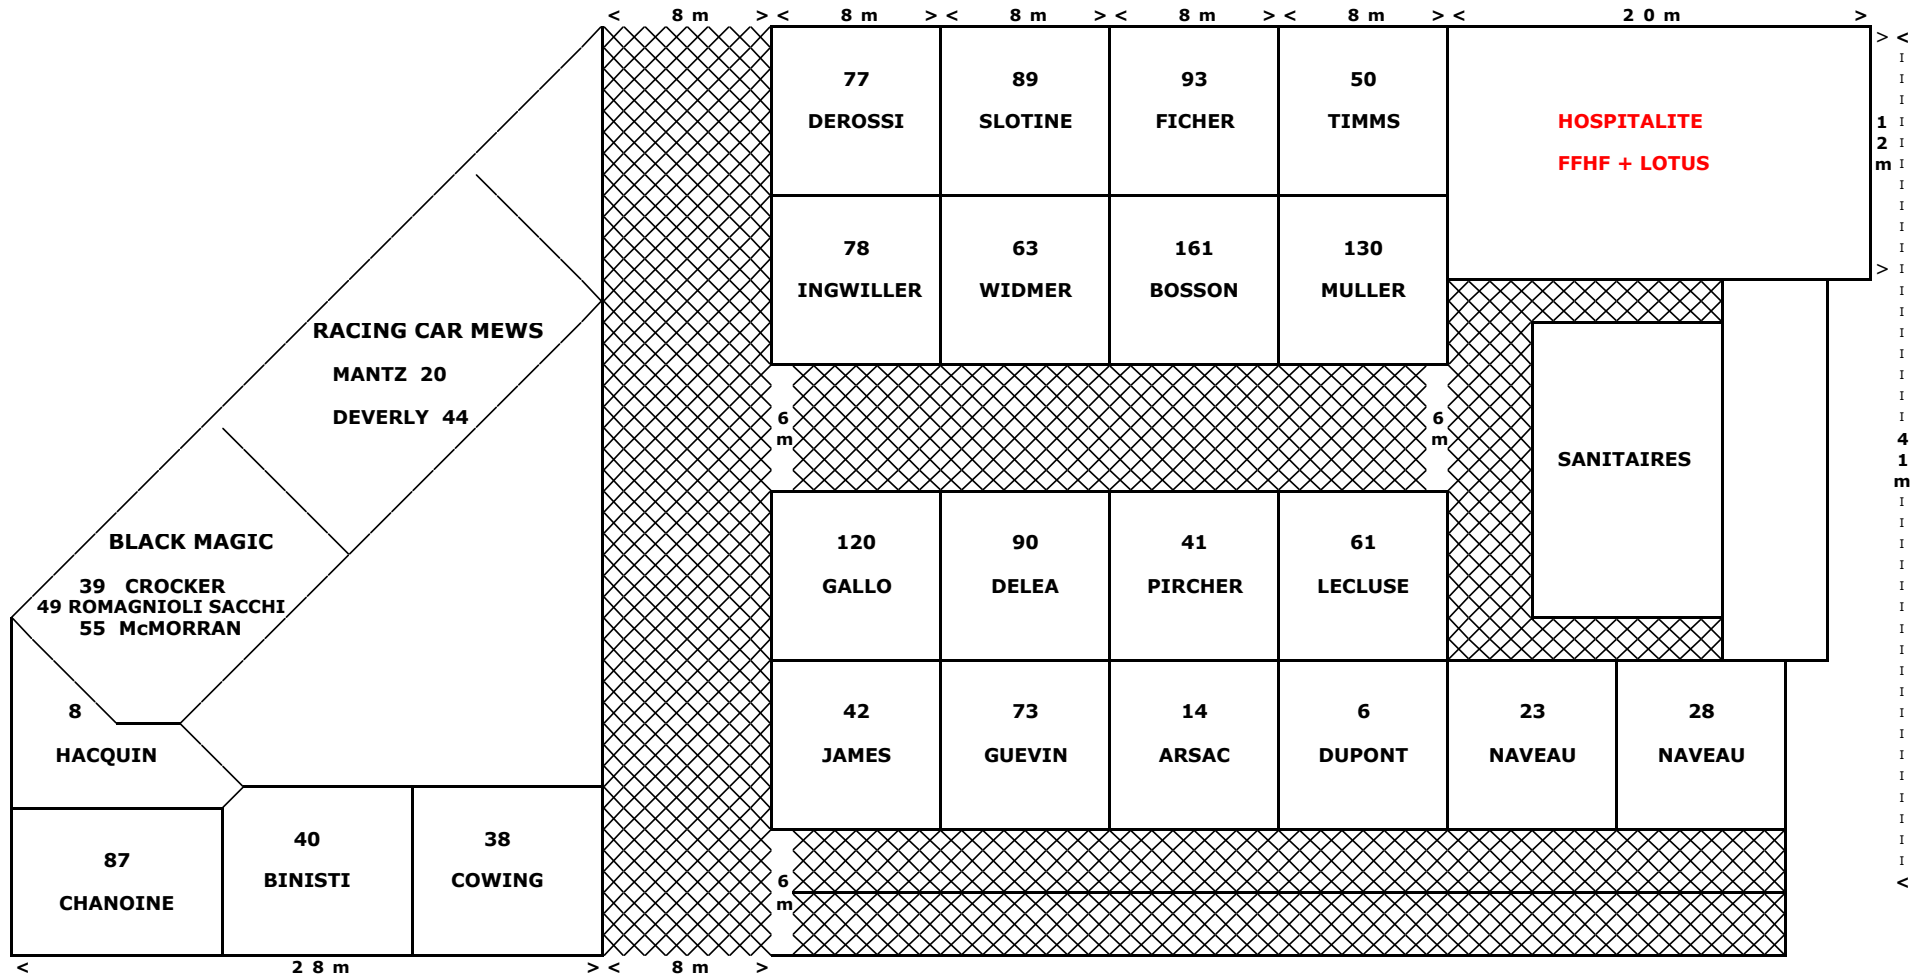 < 8 m > < 8 m > < 8 m > < 8 m > < 8 m > < 2 0 m >
77 89 93 50
DEROSSI SLOTINE FICHER TIMMS
HOSPITALITE
FFHF + LOTUS
> <
1
2
m
>
78 63 161 130
INGWILLER WIDMER BOSSON MULLER
RACING CAR MEWS
MANTZ 20
DEVERLY 44
6
m
6
m
SANITAIRES
4
1
m
<
BLACK MAGIC
39 CROCKER
49 ROMAGNIOLI SACCHI
55 McMORRAN
120 90 41 61
GALLO DELEA PIRCHER LECLUSE
8
HACQUIN
42 73 14 6 23 28
JAMES GUEVIN ARSAC DUPONT NAVEAU NAVEAU
87
CHANOINE
40
BINISTI
38
COWING
6
m
< 2 8 m > < 8 m >